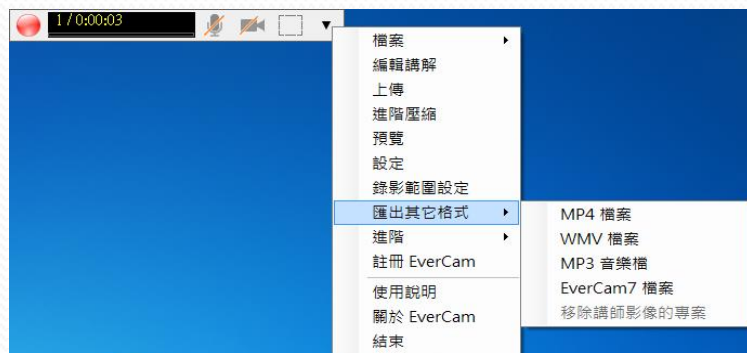 1 / 0:00:03
檔案
編輯講解
上傳
進階壓縮
預覽
設定
錄影範圍設定
匯出其它格式
進階
註冊 EverCam
使用說明
關於 EverCam
結束
MP4 檔案
WMV 檔案
MP3 音樂檔
EverCam7 檔案
移除講師影像的專案